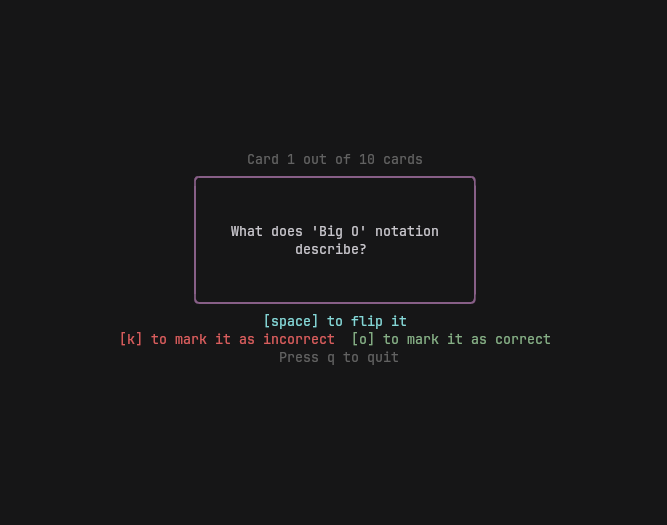 Card 1 out of 10 cards
What does 'Big O' notation
describe?
[space] to flip it
[k] to mark it as incorrect  [o] to mark it as correct
Press q to quit